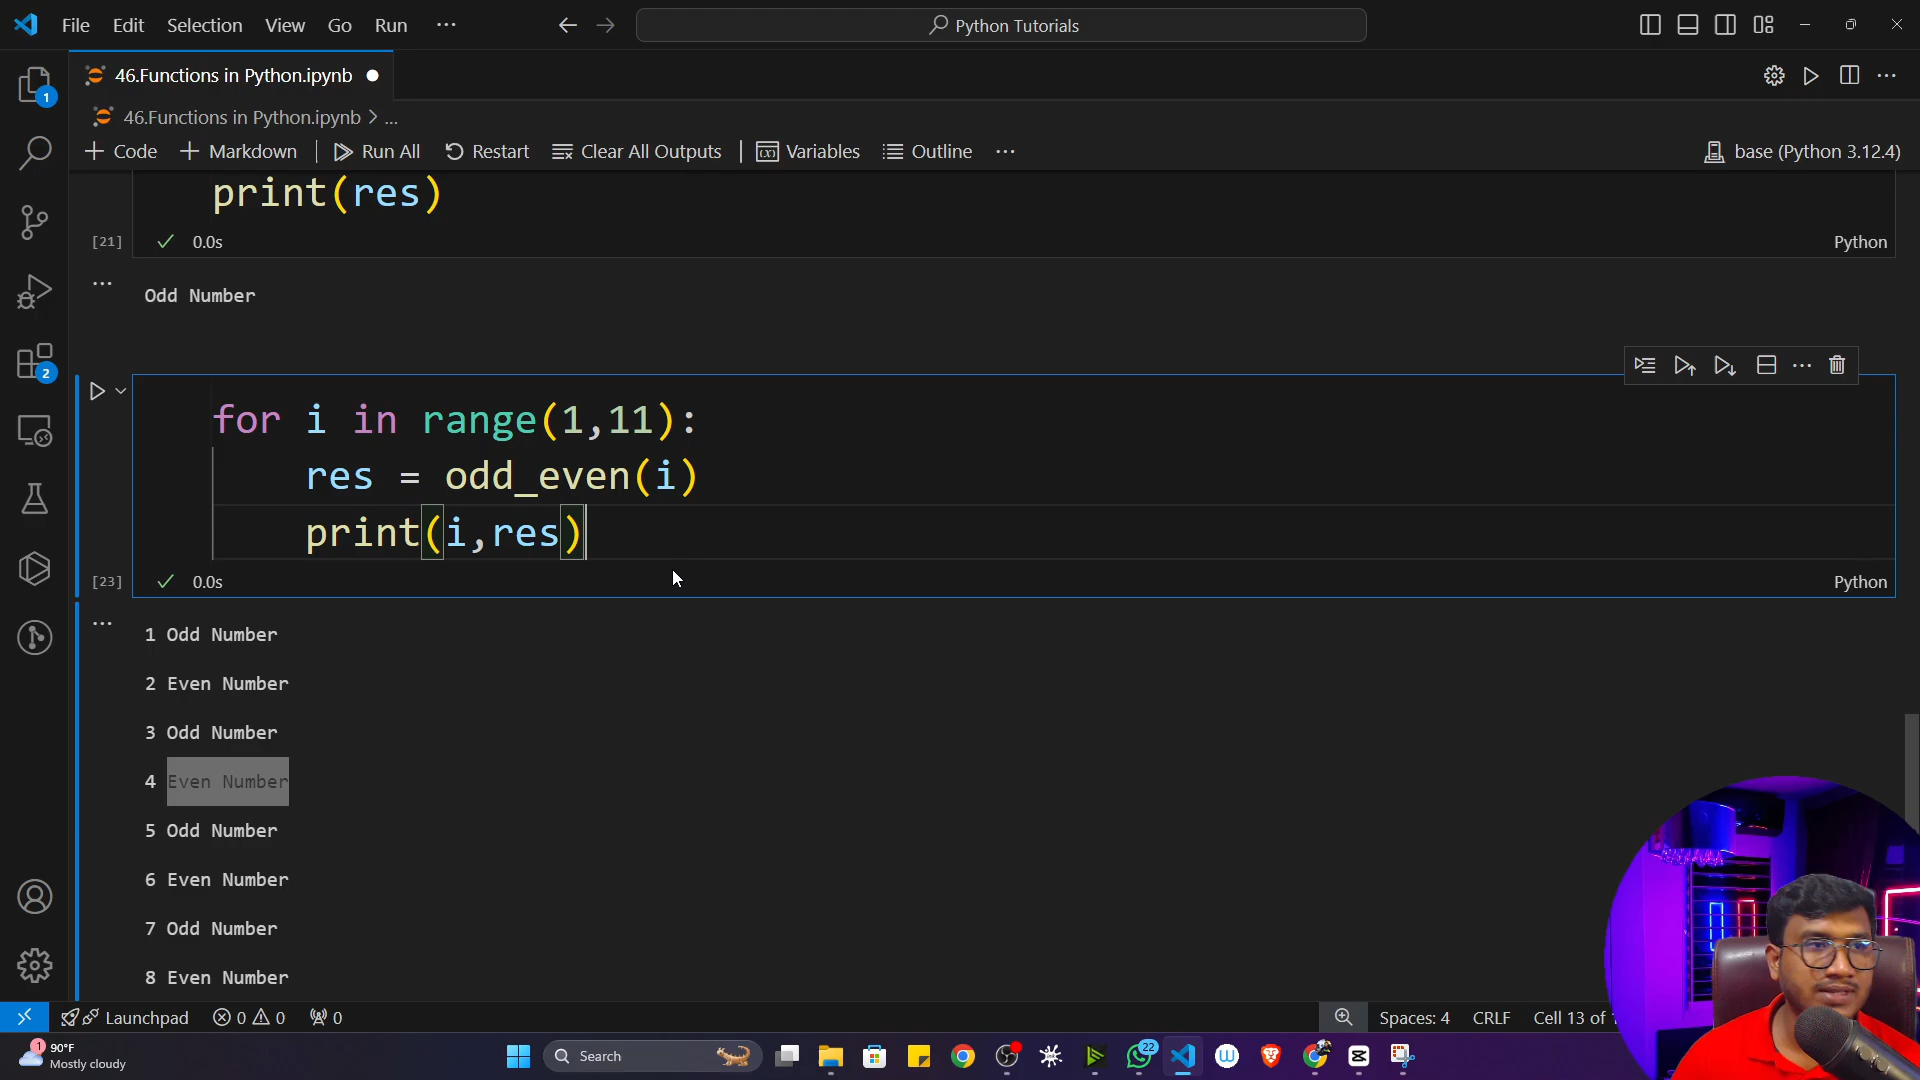 File Edit Selection View Go Run ...
Python Tutorials
46.Functions in Python.ipynb
46.Functions in Python.ipynb > ...
Code Markdown Run All Restart Clear All Outputs Variables Outline ...
base (Python 3.12.4)
print(res)
[21] 0.0s Python
Odd Number
for i in range(1,11):
res = odd_even(i)
print(i,res)
[23] 0.0s Python
1 Odd Number
2 Even Number
3 Odd Number
4 Even Number
5 Odd Number
6 Even Number
7 Odd Number
8 Even Number
1
2
Launchpad 0 0 0 Spaces: 4 CRLF Cell 13 of
1 90°F
Mostly cloudy
Search
22